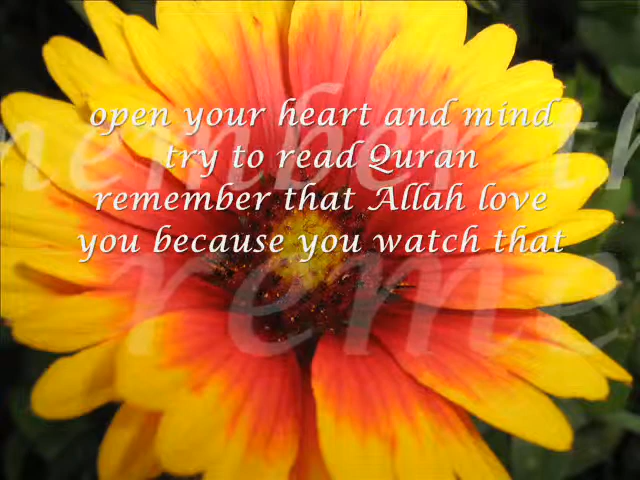 open your heart and mind
try to read Quran
remember that Allah love
you because you watch that